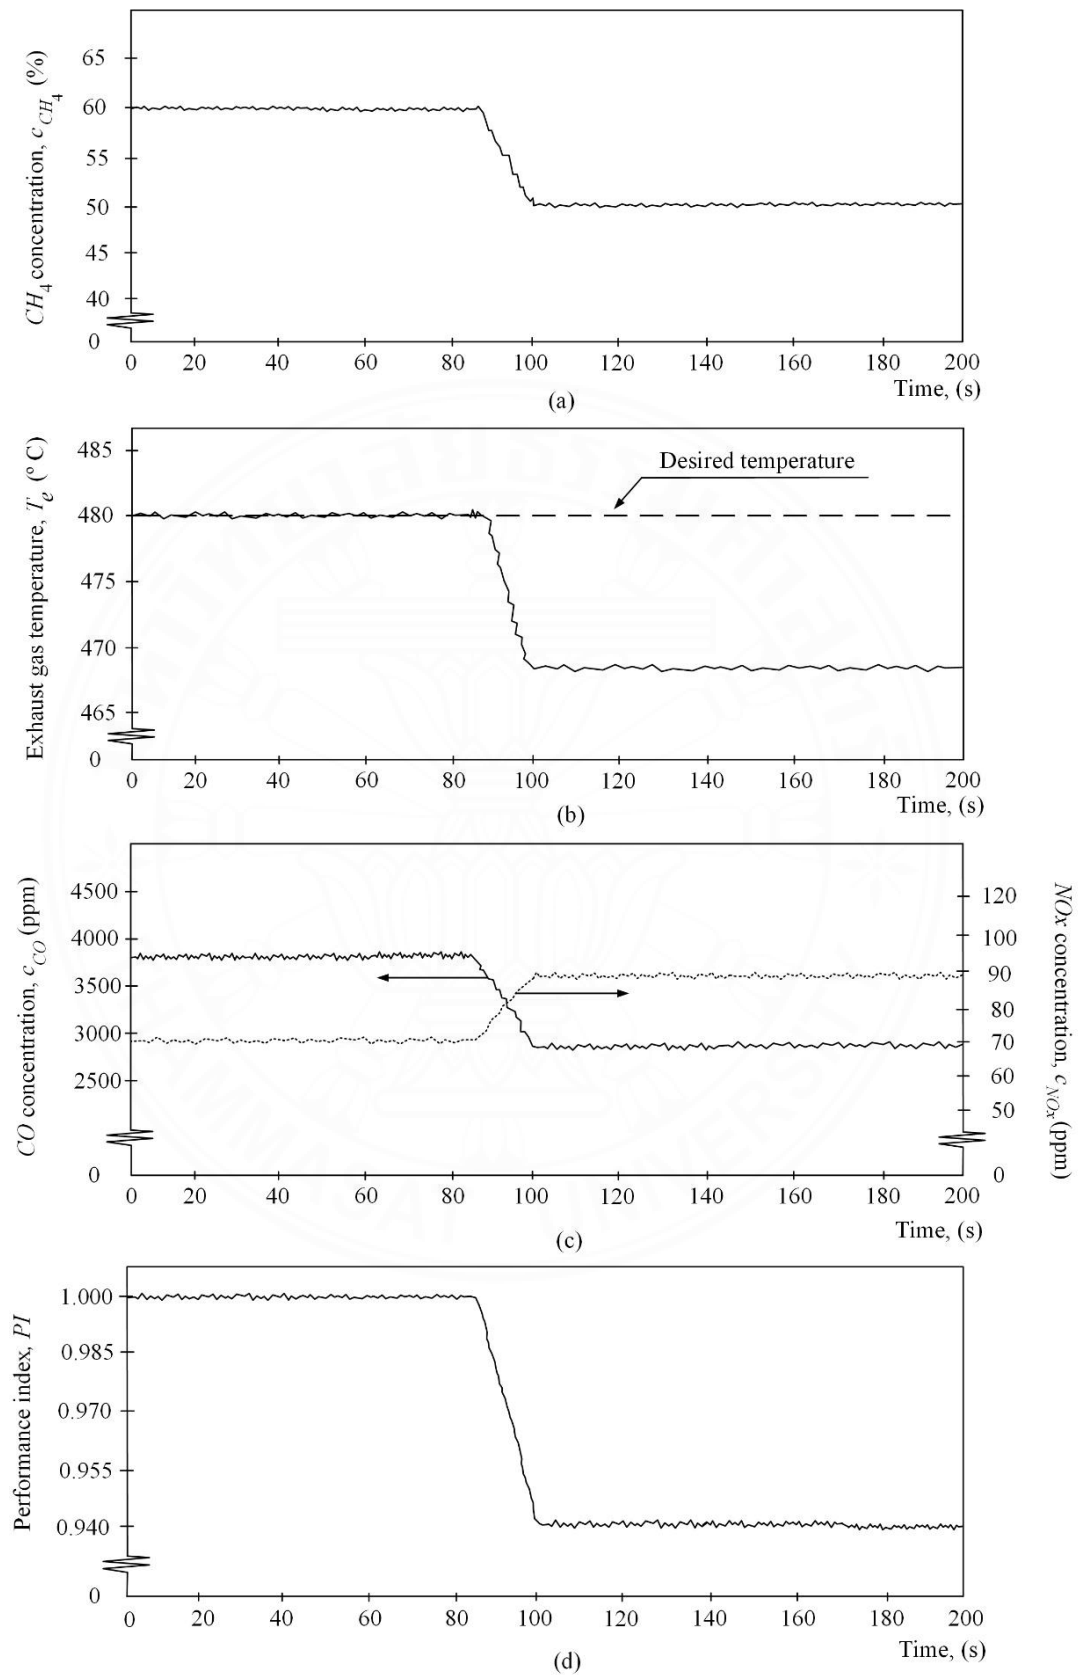 CH4 concentration, cCH4 (%)
65
60
55
50
45
40
0
0 20 40 60 80 100 120 140 160 180 200
Time, (s)
(a)
Exhaust gas temperature, Te (º C)
485
480
475
470
465
0
Desired temperature
0 20 40 60 80 100 120 140 160 180 200
Time, (s)
(b)
CO concentration, cCO (ppm)
4500
4000
3500
3000
2500
0
120
100
90
80
70
60
50
0
NOx concentration, cNOx (ppm)
0 20 40 60 80 100 120 140 160 180 200
Time, (s)
(c)
Performance index, PI
1.000
0.985
0.970
0.955
0.940
0
0 20 40 60 80 100 120 140 160 180 200
Time, (s)
(d)